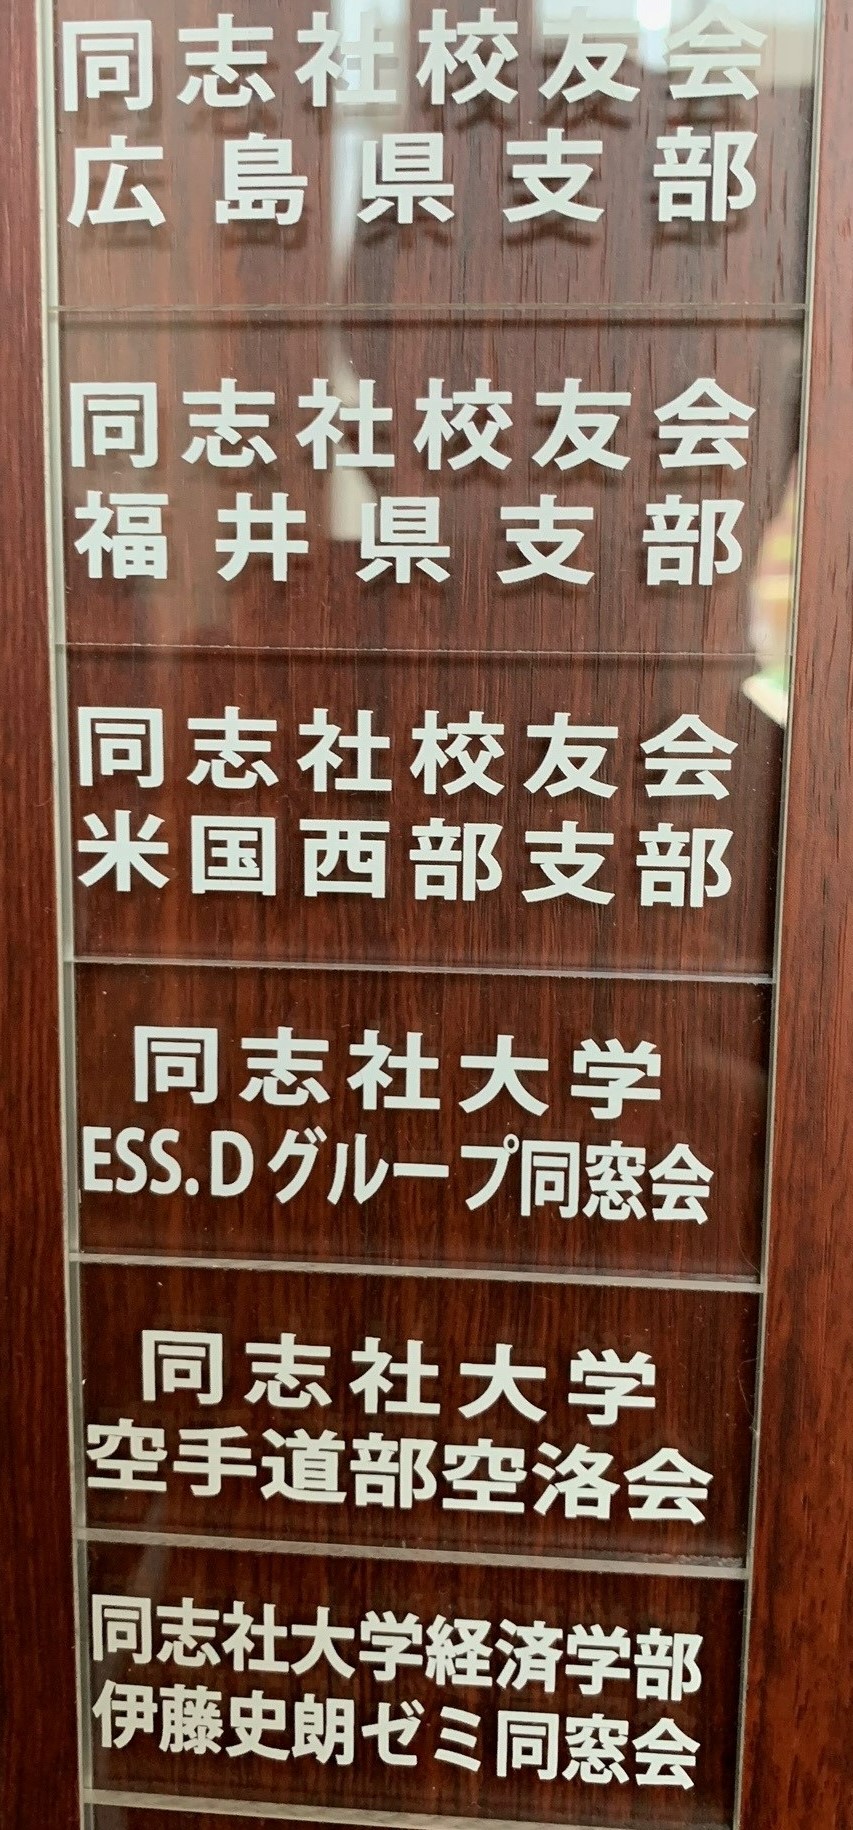 同志社校友会
広島県支部
同志社校友会
福井県支部
同志社校友会
米国西部支部
同志社大学
ESS.Dグループ同窓会
同志社大学
空手道部空洛会
同志社大学経済学部
伊藤史朗ゼミ同窓会